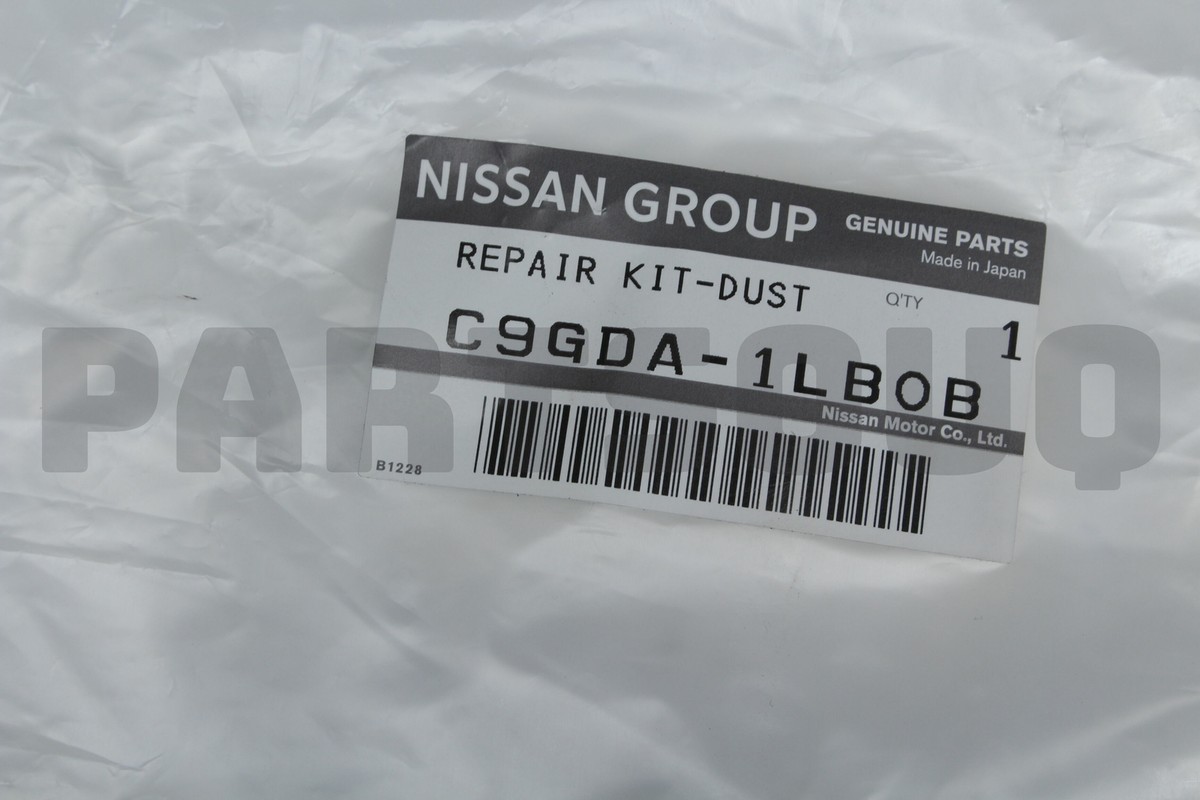 NISSAN GROUP GENUINE PARTS
Made in Japan
REPAIR KIT-DUST Q'TY 1
C9GDA-1LB0B
Nissan Motor Co., Ltd.
B1228
PARTSOUQ